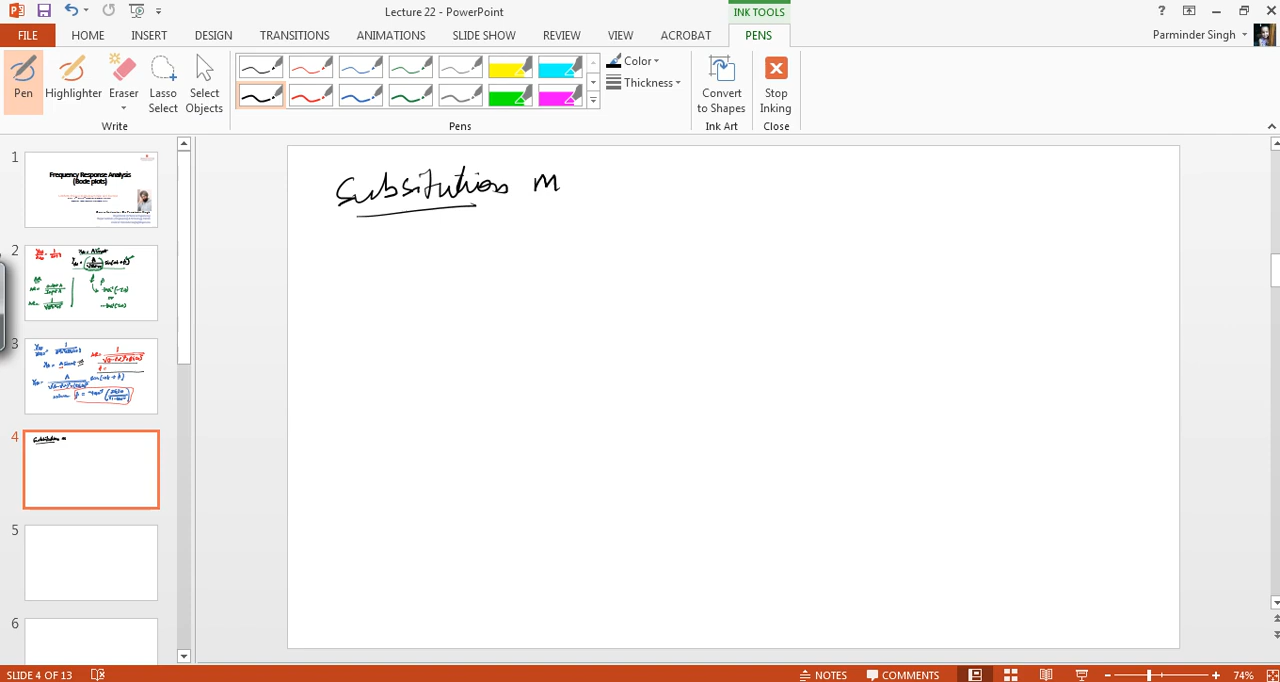 Lecture 22 - PowerPoint
INK TOOLS
?
FILE HOME INSERT DESIGN TRANSITIONS ANIMATIONS SLIDE SHOW REVIEW VIEW ACROBAT PENS
Parminder Singh
Pen Highlighter Eraser Lasso Select Select Objects
Color
Thickness
Convert to Shapes
Stop Inking
Write Pens Ink Art Close
1
Frequency Response Analysis
(Bode plots)
2
3
4
5
6
Subsitution m
SLIDE 4 OF 13
NOTES COMMENTS 74%